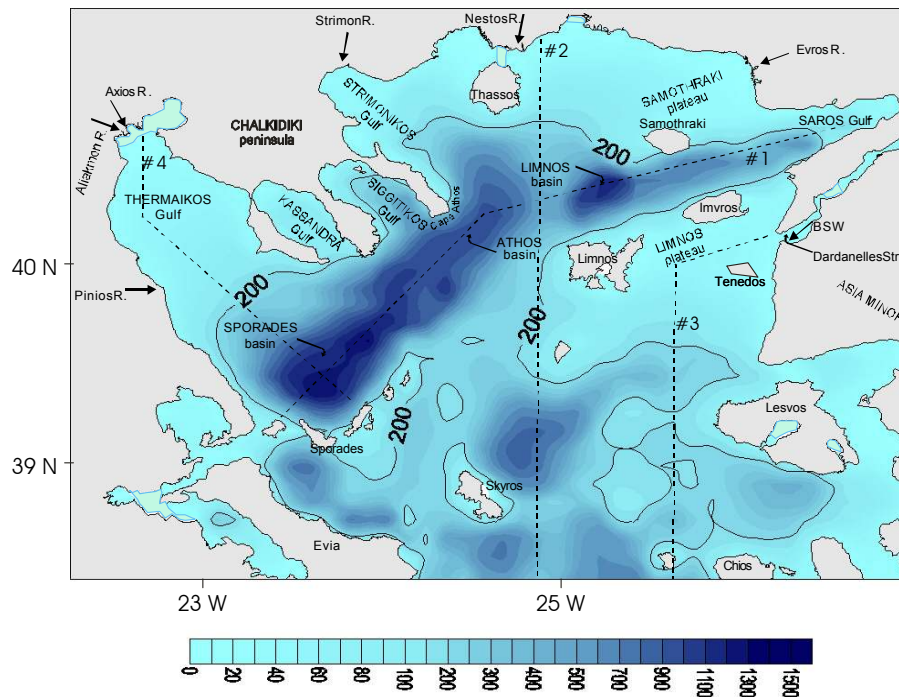 StrimonR.
NestosR.
#2
EvrosR.
AxiosR.
Aliakmon R.
#4
CHALKIDIKI
peninsula
STRIMONIKOS
Gulf
Thassos
SAMOTHRAKI
plateau
Samothraki
SAROS Gulf
200
#1
LIMNOS
basin
THERMAIKOS
Gulf
KASSANDRA
Gulf
SIGGITIKOS
Gulf
Cape Athos
ATHOS
basin
Imvros
BSW
LIMNOS
plateau
Limnos
DardanellesStr
Tenedos
ASIA MINOR
40 N
PiniosR.
200
SPORADES
basin
200
#3
200
Lesvos
39 N
Sporades
Skyros
Evia
Chios
23 W
25 W
0 20 40 60 80 100 300 500 700 900 1100 1300 1500